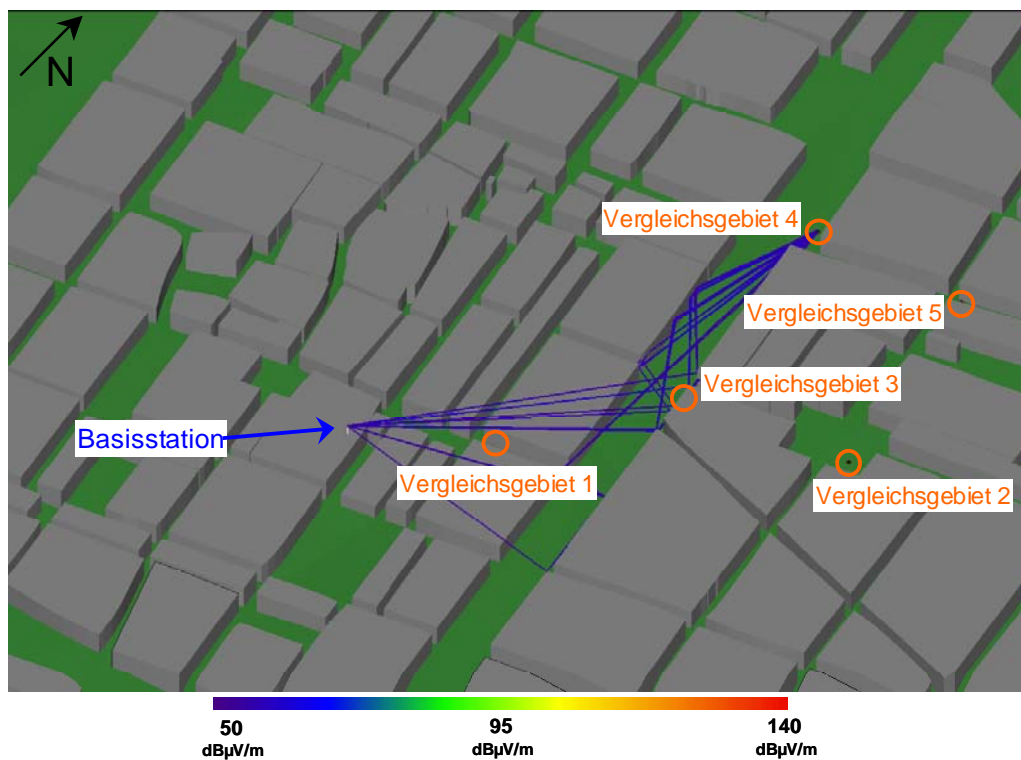 N
Vergleichsgebiet 4
Vergleichsgebiet 5
Vergleichsgebiet 3
Basisstation
Vergleichsgebiet 1
Vergleichsgebiet 2
50 95 140
dBµV/m dBµV/m dBµV/m